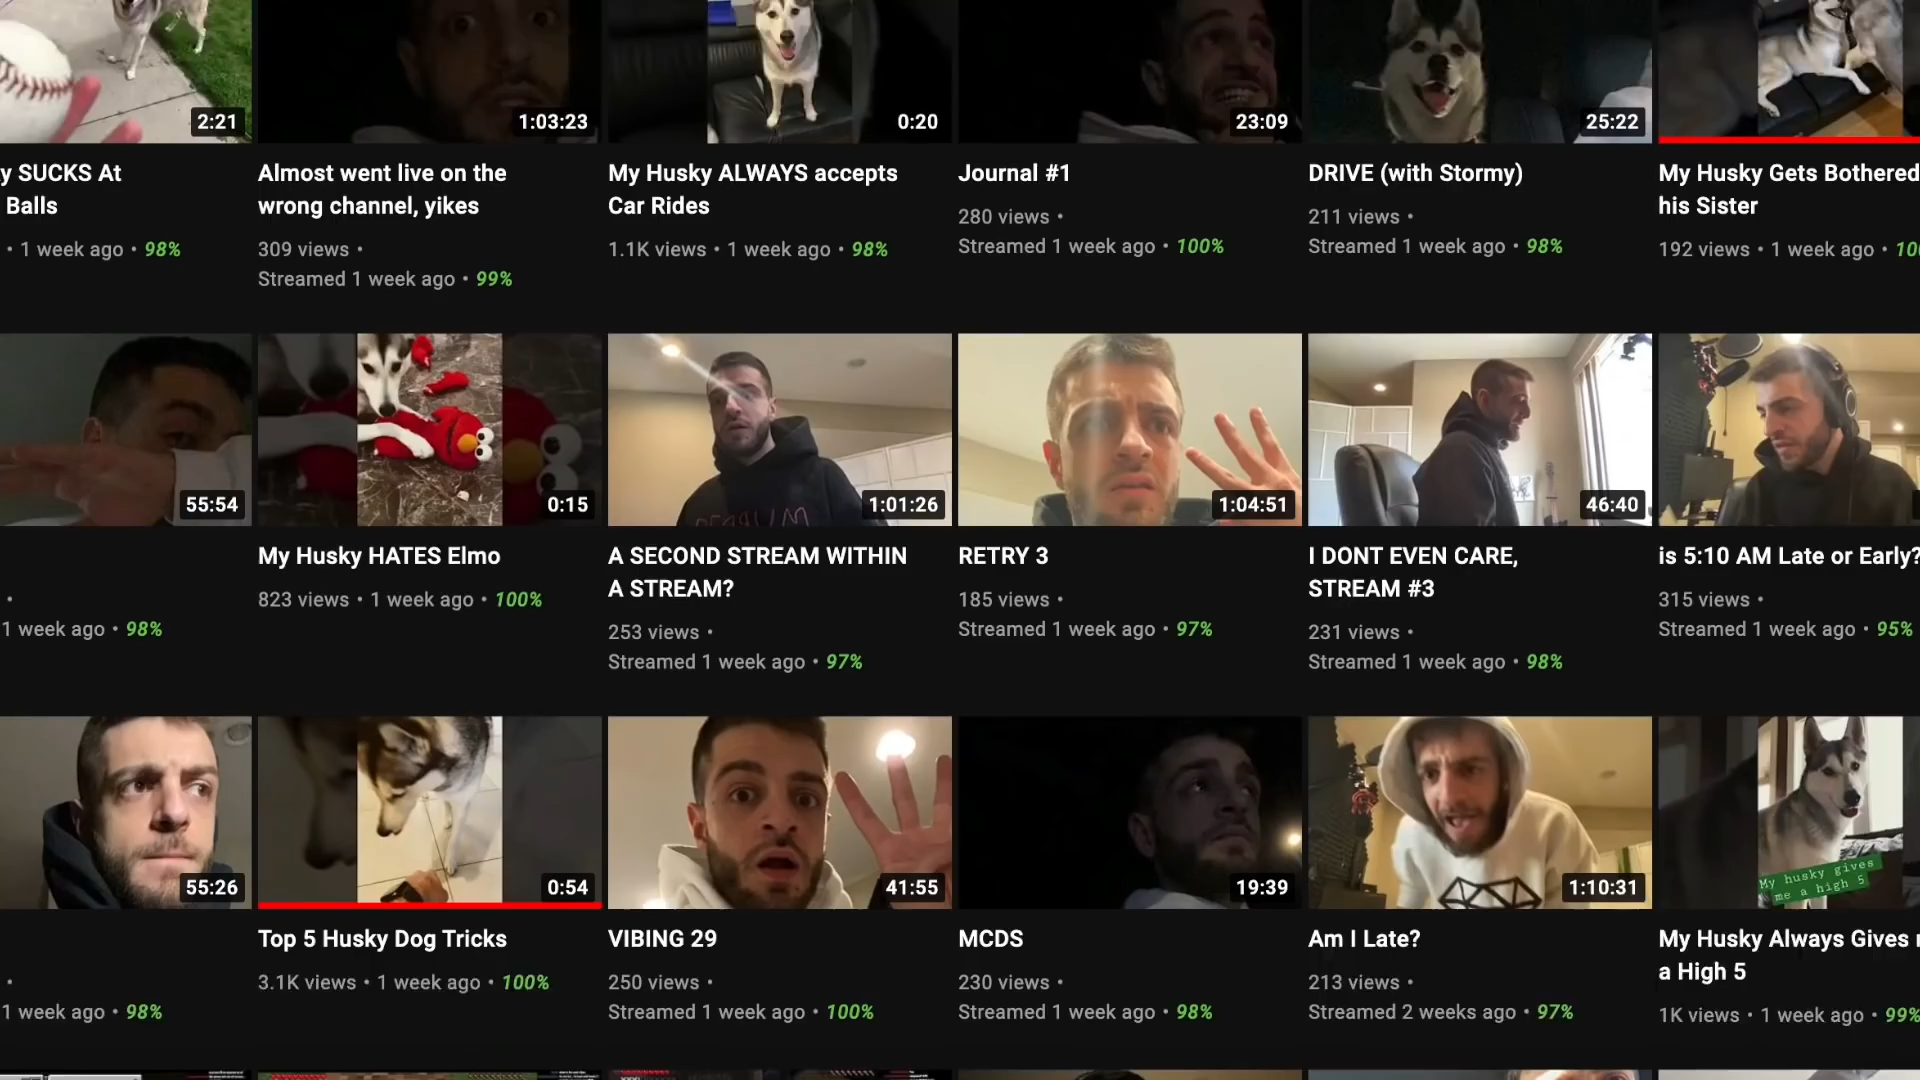 2:21
1:03:23
0:20
23:09
25:22
y SUCKS At
Balls
• 1 week ago • 98%
Almost went live on the
wrong channel, yikes
309 views •
Streamed 1 week ago • 99%
My Husky ALWAYS accepts
Car Rides
1.1K views • 1 week ago • 98%
Journal #1
280 views •
Streamed 1 week ago • 100%
DRIVE (with Stormy)
211 views •
Streamed 1 week ago • 98%
My Husky Gets Bothered
his Sister
192 views • 1 week ago • 10
55:54
0:15
1:01:26
1:04:51
46:40
•
1 week ago • 98%
My Husky HATES Elmo
823 views • 1 week ago • 100%
A SECOND STREAM WITHIN
A STREAM?
253 views •
Streamed 1 week ago • 97%
RETRY 3
185 views •
Streamed 1 week ago • 97%
I DONT EVEN CARE,
STREAM #3
231 views •
Streamed 1 week ago • 98%
is 5:10 AM Late or Early?
315 views •
Streamed 1 week ago • 95%
55:26
0:54
41:55
19:39
1:10:31
My husky gives
me a high 5
•
1 week ago • 98%
Top 5 Husky Dog Tricks
3.1K views • 1 week ago • 100%
VIBING 29
250 views •
Streamed 1 week ago • 100%
MCDS
230 views •
Streamed 1 week ago • 98%
Am I Late?
213 views •
Streamed 2 weeks ago • 97%
My Husky Always Gives
a High 5
1K views • 1 week ago • 99%